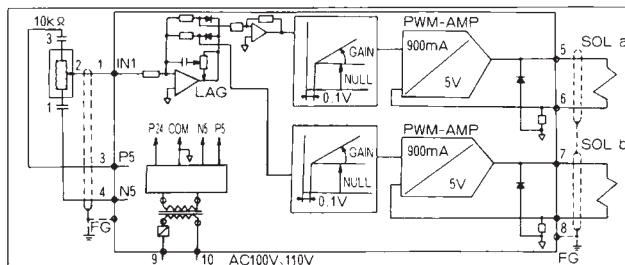 10kΩ
3
2
1
1
IN1
LAG
P24 COM N5 P5
3 P5
4 N5
FG
9 10
AC100V、110V
GAIN
NULL
0.1V
PWM-AMP
900mA
5V
5 SOL a
6
GAIN
NULL
0.1V
PWM-AMP
900mA
5V
7 SOL b
8
FG